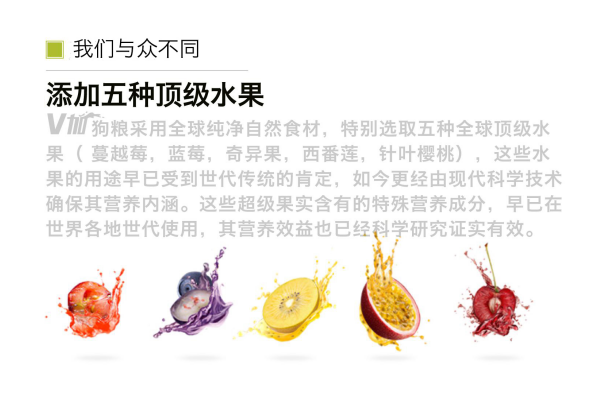 我们与众不同
添加五种顶级水果
V加狗粮采用全球纯净自然食材，特别选取五种全球顶级水
果（ 蔓越莓，蓝莓，奇异果，西番莲，针叶樱桃），这些水
果的用途早已受到世代传统的肯定，如今更经由现代科学技术
确保其营养内涵。这些超级果实含有的特殊营养成分，早已在
世界各地世代使用，其营养效益也已经科学研究证实有效。